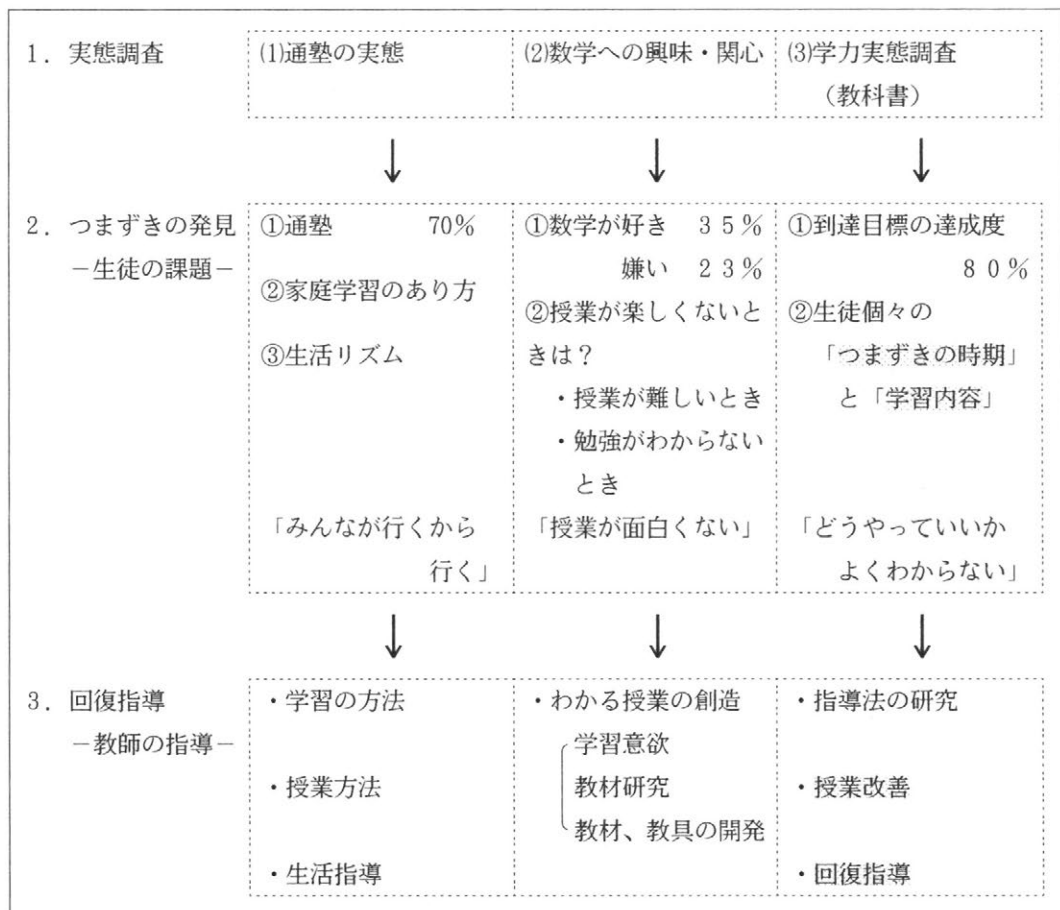 1．実態調査
⑴通塾の実態
⑵数学への興味・関心
⑶学力実態調査
（教科書）
↓
↓
↓
2．つまずきの発見
－生徒の課題－
①通塾　70％
②家庭学習のあり方
③生活リズム
「みんなが行くから
行く」
①数学が好き　３５％
嫌い　２３％
②授業が楽しくないと
きは？
・授業が難しいとき
・勉強がわからない
とき
「授業が面白くない」
①到達目標の達成度
８０％
②生徒個々の
「つまずきの時期」
と「学習内容」
「どうやっていいか
よくわからない」
↓
↓
↓
3．回復指導
－教師の指導－
・学習の方法
・授業方法
・生活指導
・わかる授業の創造
学習意欲
教材研究
教材、教具の開発
・指導法の研究
・授業改善
・回復指導